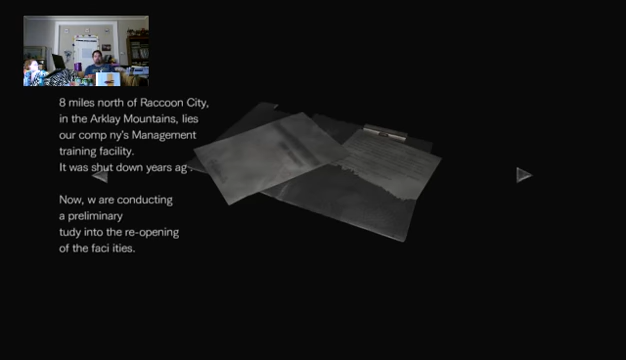 8 miles north of Raccoon City,
in the Arklay Mountains, lies
our comp ny's Management
training facility.
It was shut down years ag .
Now, w are conducting
a preliminary
tudy into the re-opening
of the faci ities.